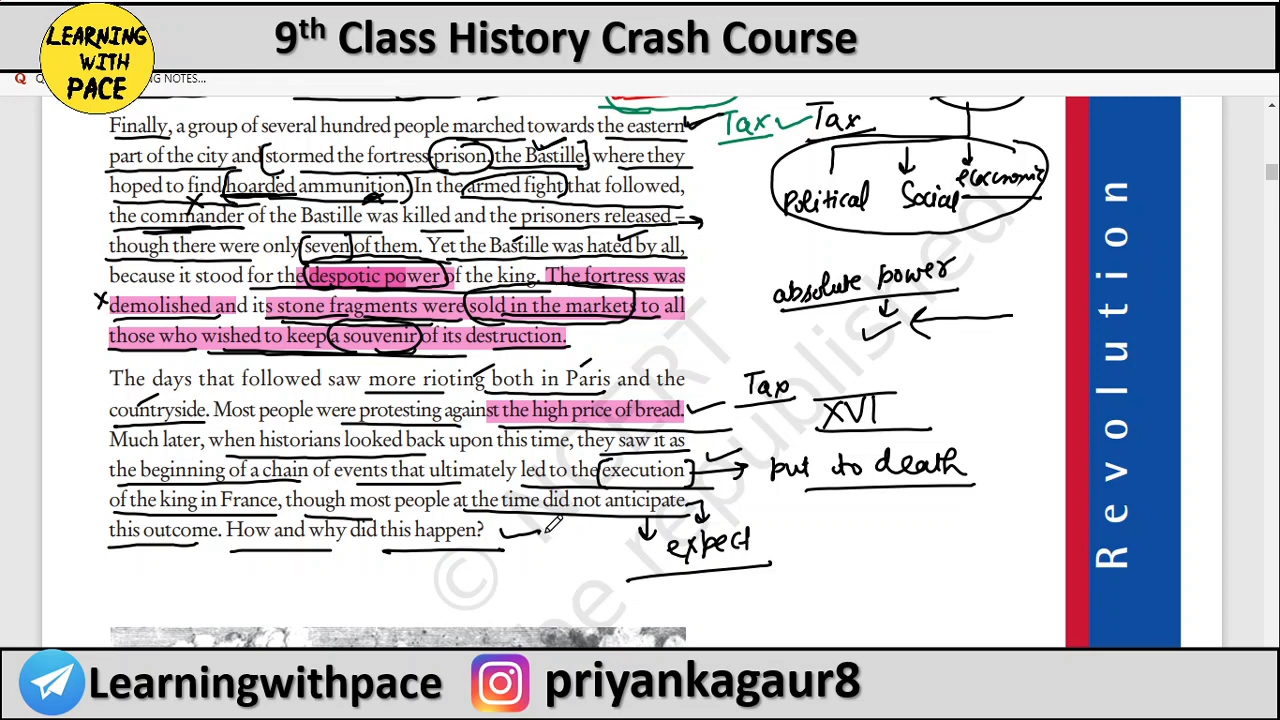 LEARNING
WITH
PACE
9th Class History Crash Course
NG NOTES...
Finally, a group of several hundred people marched towards the eastern
part of the city and stormed the fortress-prison, the Bastille, where they
hoped to find hoarded ammunition. In the armed fight that followed,
the commander of the Bastille was killed and the prisoners released –
though there were only seven of them. Yet the Bastille was hated by all,
because it stood for the despotic power of the king. The fortress was
demolished and its stone fragments were sold in the markets to all
those who wished to keep a souvenir of its destruction.
The days that followed saw more rioting both in Paris and the
countryside. Most people were protesting against the high price of bread.
Much later, when historians looked back upon this time, they saw it as
the beginning of a chain of events that ultimately led to the execution
of the king in France, though most people at the time did not anticipate
this outcome. How and why did this happen?
Tax Tax
Political Social economic
absolute power
Tax
XVI
put to death
expect
© NCERT
be republished
Revolution
Learningwithpace
priyankagaur8